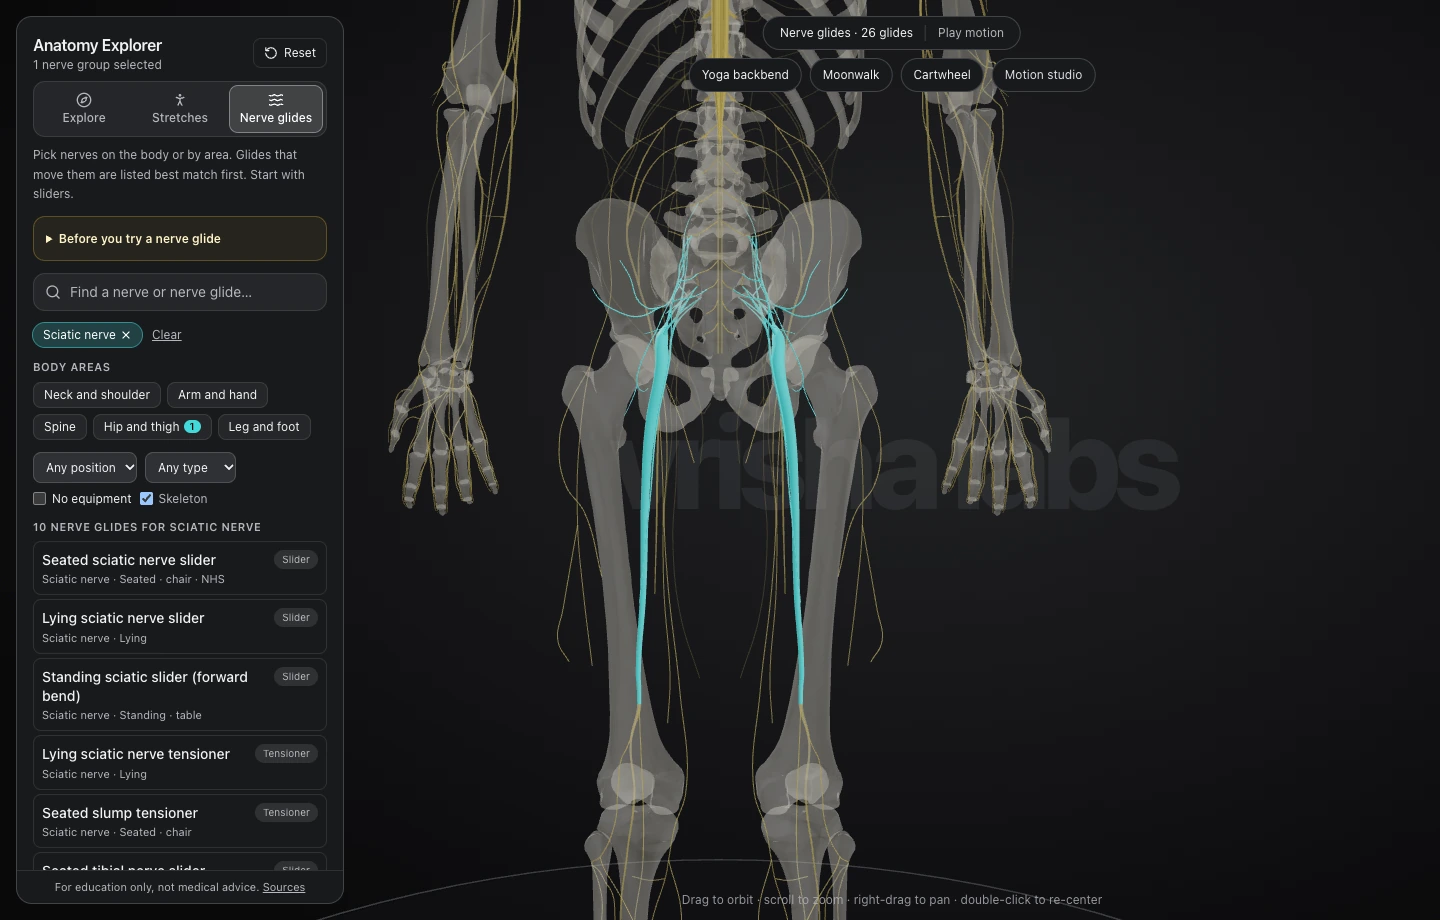 Anatomy Explorer
1 nerve group selected
Reset
Explore
Stretches
Nerve glides
Pick nerves on the body or by area. Glides that
move them are listed best match first. Start with
sliders.
Before you try a nerve glide
Find a nerve or nerve glide...
Sciatic nerve ×
Clear
BODY AREAS
Neck and shoulder
Arm and hand
Spine
Hip and thigh 1
Leg and foot
Any position
Any type
No equipment
Skeleton
10 NERVE GLIDES FOR SCIATIC NERVE
Seated sciatic nerve slider
Slider
Sciatic nerve · Seated · chair · NHS
Lying sciatic nerve slider
Slider
Sciatic nerve · Lying
Standing sciatic slider (forward
bend)
Slider
Sciatic nerve · Standing · table
Lying sciatic nerve tensioner
Tensioner
Sciatic nerve · Lying
Seated slump tensioner
Tensioner
Sciatic nerve · Seated · chair
Seated tibial nerve slider
Slider
For education only, not medical advice. Sources
Nerve glides · 26 glides
Play motion
Yoga backbend
Moonwalk
Cartwheel
Motion studio
Drag to orbit · scroll to zoom · right-drag to pan · double-click to re-center